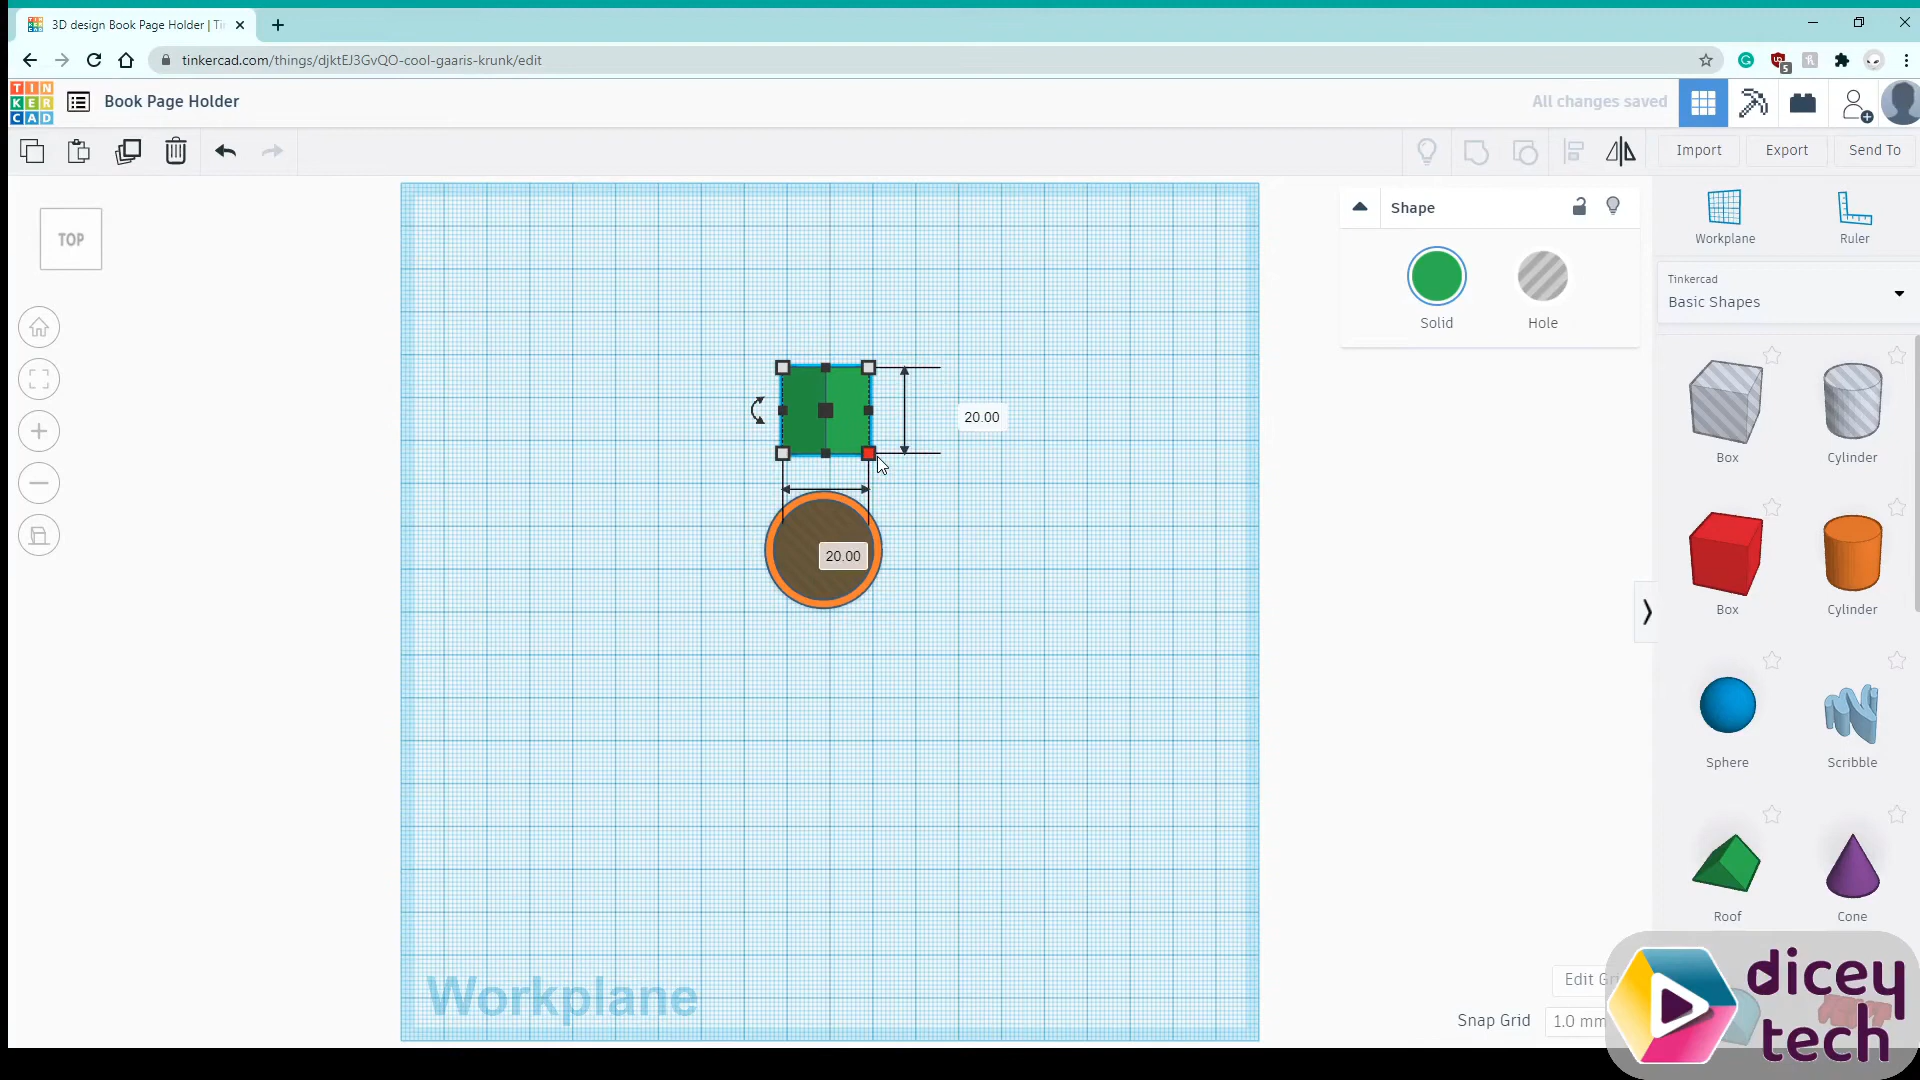 3D design Book Page Holder | Ti
tinkercad.com/things/djktEJ3GvQO-cool-gaaris-krunk/edit
5
TIN
KER
CAD
Book Page Holder
All changes saved
Import
Export
Send To
TOP
Shape
Solid
Hole
Workplane
Ruler
Tinkercad
Basic Shapes
Box
Cylinder
20.00
20.00
Box
Cylinder
Sphere
Scribble
Roof
Cone
Workplane
Edit Gri
Snap Grid
1.0 mm
dicey
tech